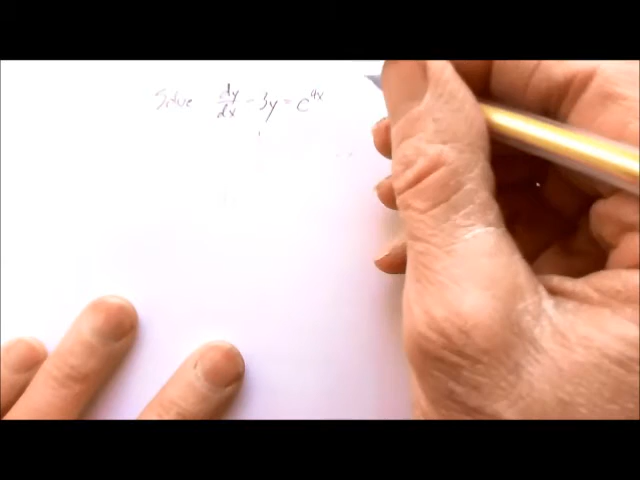 Solve dy/dx - 3y = e^4x